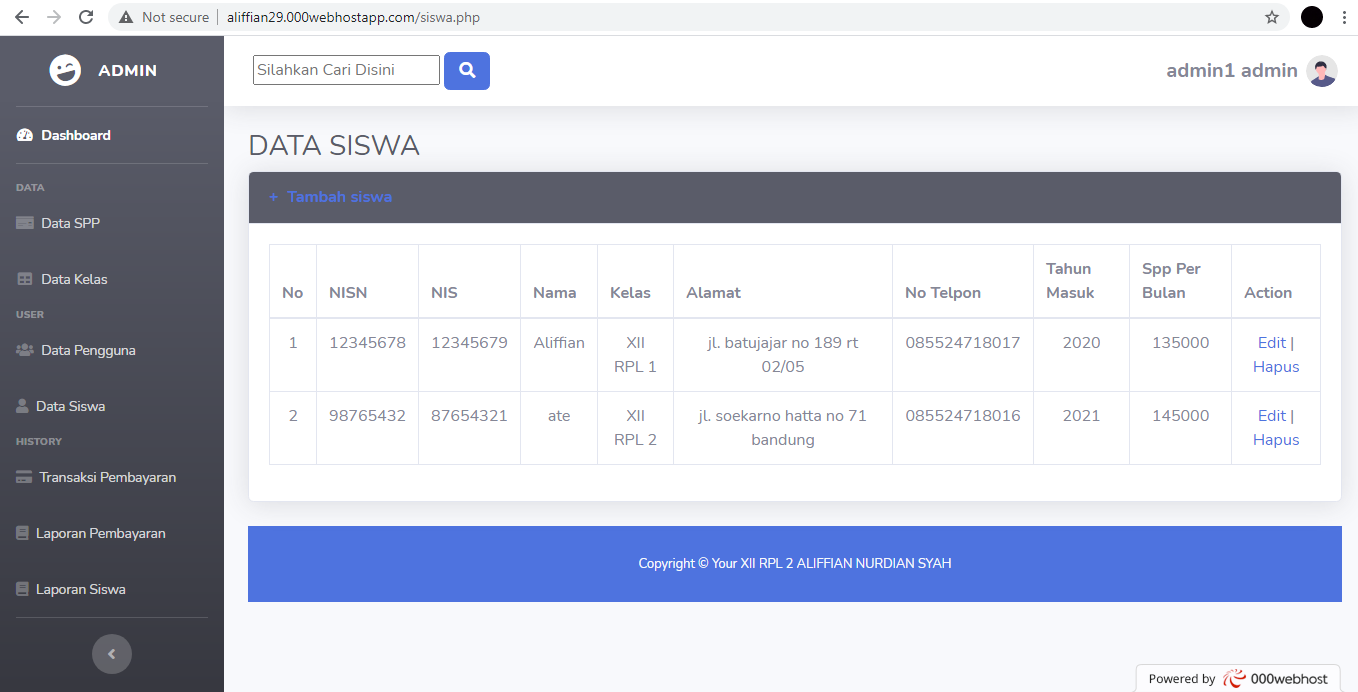 Not secure | aliffian29.000webhostapp.com/siswa.php
ADMIN
Dashboard
DATA
Data SPP
Data Kelas
USER
Data Pengguna
Data Siswa
HISTORY
Transaksi Pembayaran
Laporan Pembayaran
Laporan Siswa
Silahkan Cari Disini
admin1 admin
DATA SISWA
+ Tambah siswa
No NISN NIS Nama Kelas Alamat No Telpon Tahun Masuk Spp Per Bulan Action
1 12345678 12345679 Aliffian XII RPL 1 jl. batujajar no 189 rt 02/05 085524718017 2020 135000 Edit | Hapus
2 98765432 87654321 ate XII RPL 2 jl. soekarno hatta no 71 bandung 085524718016 2021 145000 Edit | Hapus
Copyright © Your XII RPL 2 ALIFFIAN NURDIAN SYAH
Powered by 000webhost